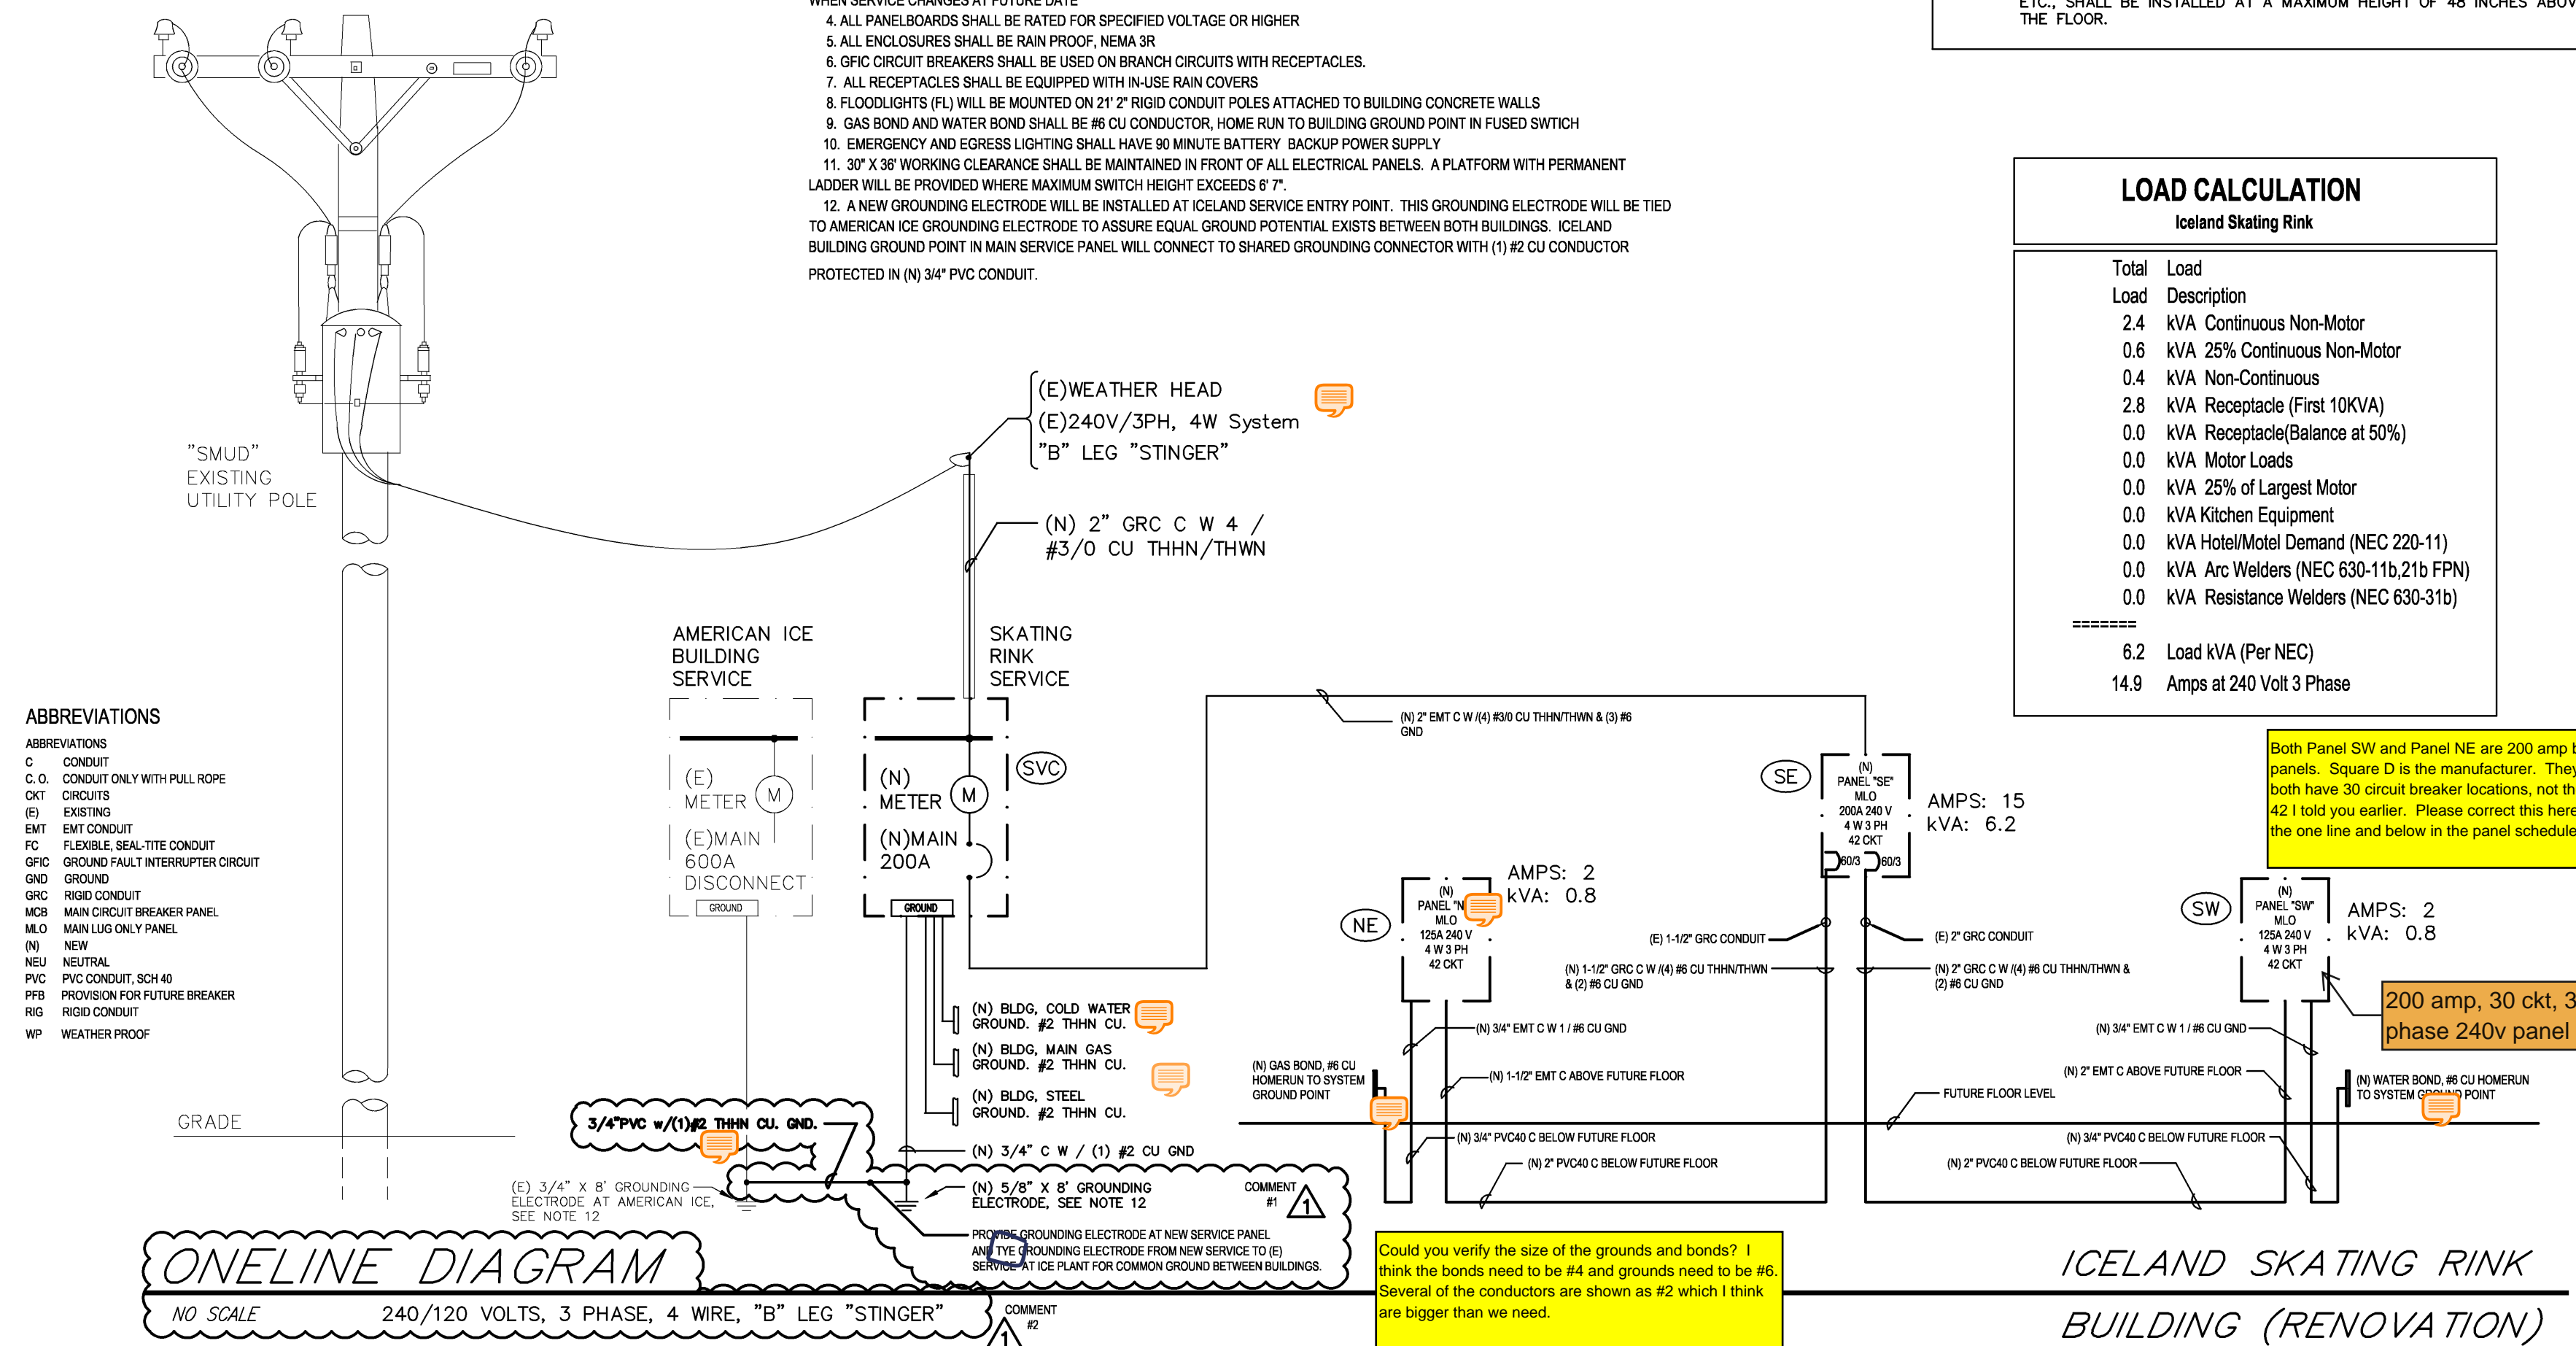 WHEN SERVICE CHANGES AT FUTURE DATE
4. ALL PANELBOARDS SHALL BE RATED FOR SPECIFIED VOLTAGE OR HIGHER
5. ALL ENCLOSURES SHALL BE RAIN PROOF, NEMA 3R
6. GFIC CIRCUIT BREAKERS SHALL BE USED ON BRANCH CIRCUITS WITH RECEPTACLES.
7. ALL RECEPTACLES SHALL BE EQUIPPED WITH IN-USE RAIN COVERS
8. FLOODLIGHTS (FL) WILL BE MOUNTED ON 21' 2" RIGID CONDUIT POLES ATTACHED TO BUILDING CONCRETE WALLS
9. GAS BOND AND WATER BOND SHALL BE #6 CU CONDUCTOR, HOME RUN TO BUILDING GROUND POINT IN FUSED SWTICH
10. EMERGENCY AND EGRESS LIGHTING SHALL HAVE 90 MINUTE BATTERY BACKUP POWER SUPPLY
11. 30" X 36' WORKING CLEARANCE SHALL BE MAINTAINED IN FRONT OF ALL ELECTRICAL PANELS. A PLATFORM WITH PERMANENT
LADDER WILL BE PROVIDED WHERE MAXIMUM SWITCH HEIGHT EXCEEDS 6' 7".
12. A NEW GROUNDING ELECTRODE WILL BE INSTALLED AT ICELAND SERVICE ENTRY POINT. THIS GROUNDING ELECTRODE WILL BE TIED
TO AMERICAN ICE GROUNDING ELECTRODE TO ASSURE EQUAL GROUND POTENTIAL EXISTS BETWEEN BOTH BUILDINGS. ICELAND
BUILDING GROUND POINT IN MAIN SERVICE PANEL WILL CONNECT TO SHARED GROUNDING CONNECTOR WITH (1) #2 CU CONDUCTOR
PROTECTED IN (N) 3/4" PVC CONDUIT.
ETC., SHALL BE INSTALLED AT A MAXIMUM HEIGHT OF 48 INCHES ABOV
THE FLOOR.
LOAD CALCULATION
Iceland Skating Rink
Total Load
Load Description
2.4 kVA Continuous Non-Motor
0.6 kVA 25% Continuous Non-Motor
0.4 kVA Non-Continuous
2.8 kVA Receptacle (First 10KVA)
0.0 kVA Receptacle(Balance at 50%)
0.0 kVA Motor Loads
0.0 kVA 25% of Largest Motor
0.0 kVA Kitchen Equipment
0.0 kVA Hotel/Motel Demand (NEC 220-11)
0.0 kVA Arc Welders (NEC 630-11b,21b FPN)
0.0 kVA Resistance Welders (NEC 630-31b)
=======
6.2 Load kVA (Per NEC)
14.9 Amps at 240 Volt 3 Phase
"SMUD"
EXISTING
UTILITY POLE
(E)WEATHER HEAD
(E)240V/3PH, 4W System
"B" LEG "STINGER"
(N) 2" GRC C W 4 /
#3/0 CU THHN/THWN
AMERICAN ICE
BUILDING
SERVICE
(E)
METER
M
(E)MAIN
600A
DISCONNECT
GROUND
SKATING
RINK
SERVICE
(N)
METER
M
(N)MAIN
200A
GROUND
SVC
ABBREVIATIONS
ABBREVIATIONS
C CONDUIT
C. O. CONDUIT ONLY WITH PULL ROPE
CKT CIRCUITS
(E) EXISTING
EMT EMT CONDUIT
FC FLEXIBLE, SEAL-TITE CONDUIT
GFIC GROUND FAULT INTERRUPTER CIRCUIT
GND GROUND
GRC RIGID CONDUIT
MCB MAIN CIRCUIT BREAKER PANEL
MLO MAIN LUG ONLY PANEL
(N) NEW
NEU NEUTRAL
PVC PVC CONDUIT, SCH 40
PFB PROVISION FOR FUTURE BREAKER
RIG RIGID CONDUIT
WP WEATHER PROOF
GRADE
(N) 2" EMT C W /(4) #3/0 CU THHN/THWN & (3) #6
GND
SE
(N)
PANEL "SE"
MLO
200A 240 V
4 W 3 PH
42 CKT
60/3
60/3
AMPS: 15
kVA: 6.2
Both Panel SW and Panel NE are 200 amp b
panels. Square D is the manufacturer. They
both have 30 circuit breaker locations, not th
42 I told you earlier. Please correct this here
the one line and below in the panel schedule
NE
(N)
PANEL "N
MLO
125A 240 V
4 W 3 PH
42 CKT
AMPS: 2
kVA: 0.8
SW
(N)
PANEL "SW"
MLO
125A 240 V
4 W 3 PH
42 CKT
AMPS: 2
kVA: 0.8
200 amp, 30 ckt, 3
phase 240v panel
(E) 1-1/2" GRC CONDUIT
(E) 2" GRC CONDUIT
(N) 1-1/2" GRC C W /(4) #6 CU THHN/THWN
& (2) #6 CU GND
(N) 2" GRC C W /(4) #6 CU THHN/THWN &
(2) #6 CU GND
(N) 3/4" EMT C W 1 / #6 CU GND
(N) 3/4" EMT C W 1 / #6 CU GND
(N) GAS BOND, #6 CU
HOMERUN TO SYSTEM
GROUND POINT
(N) 1-1/2" EMT C ABOVE FUTURE FLOOR
(N) 2" EMT C ABOVE FUTURE FLOOR
(N) WATER BOND, #6 CU HOMERUN
TO SYSTEM GROUND POINT
FUTURE FLOOR LEVEL
(N) 3/4" PVC40 C BELOW FUTURE FLOOR
(N) 3/4" PVC40 C BELOW FUTURE FLOOR
(N) 2" PVC40 C BELOW FUTURE FLOOR
(N) 2" PVC40 C BELOW FUTURE FLOOR
(N) BLDG, COLD WATER
GROUND. #2 THHN CU.
(N) BLDG, MAIN GAS
GROUND. #2 THHN CU.
(N) BLDG, STEEL
GROUND. #2 THHN CU.
3/4"PVC w/(1)#2 THHN CU. GND.
(N) 3/4" C W / (1) #2 CU GND
(E) 3/4" X 8' GROUNDING
ELECTRODE AT AMERICAN ICE,
SEE NOTE 12
(N) 5/8" X 8' GROUNDING
ELECTRODE, SEE NOTE 12
COMMENT
#1
1
PROVIDE GROUNDING ELECTRODE AT NEW SERVICE PANEL
AND TYE GROUNDING ELECTRODE FROM NEW SERVICE TO (E)
SERVICE AT ICE PLANT FOR COMMON GROUND BETWEEN BUILDINGS.
Could you verify the size of the grounds and bonds? I
think the bonds need to be #4 and grounds need to be #6.
Several of the conductors are shown as #2 which I think
are bigger than we need.
ONELINE DIAGRAM
NO SCALE 240/120 VOLTS, 3 PHASE, 4 WIRE, "B" LEG "STINGER"
COMMENT
#2
1
ICELAND SKATING RINK
BUILDING (RENOVATION)